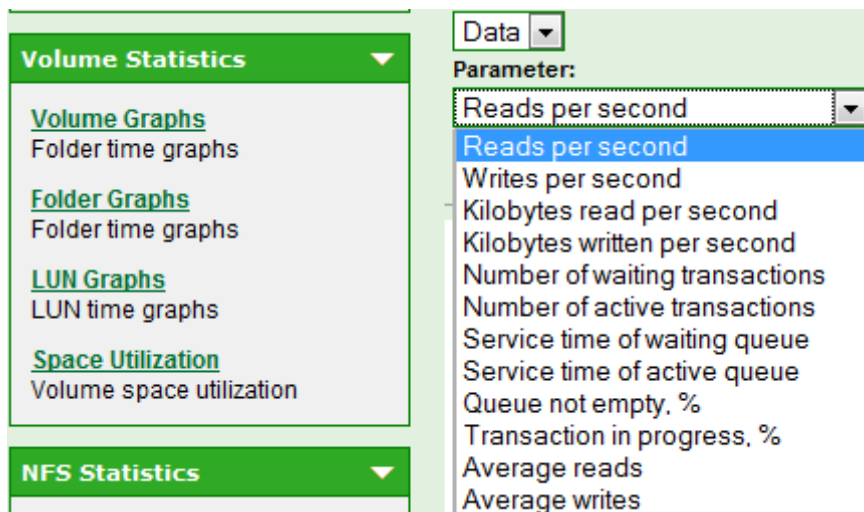 Volume Statistics
Volume Graphs
Folder time graphs
Folder Graphs
Folder time graphs
LUN Graphs
LUN time graphs
Space Utilization
Volume space utilization
NFS Statistics
Data
Parameter:
Reads per second
Reads per second
Writes per second
Kilobytes read per second
Kilobytes written per second
Number of waiting transactions
Number of active transactions
Service time of waiting queue
Service time of active queue
Queue not empty, %
Transaction in progress, %
Average reads
Average writes